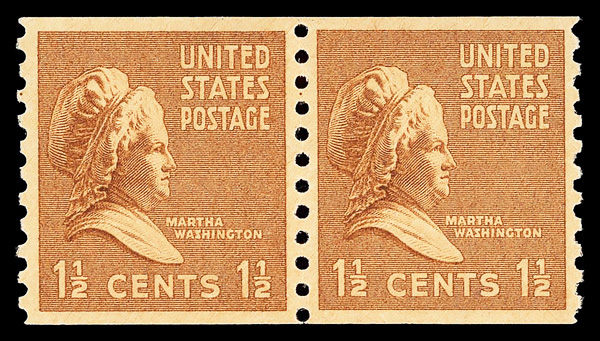 UNITED
STATES
POSTAGE
MARTHA
WASHINGTON
1½ CENTS 1½
UNITED
STATES
POSTAGE
MARTHA
WASHINGTON
1½ CENTS 1½